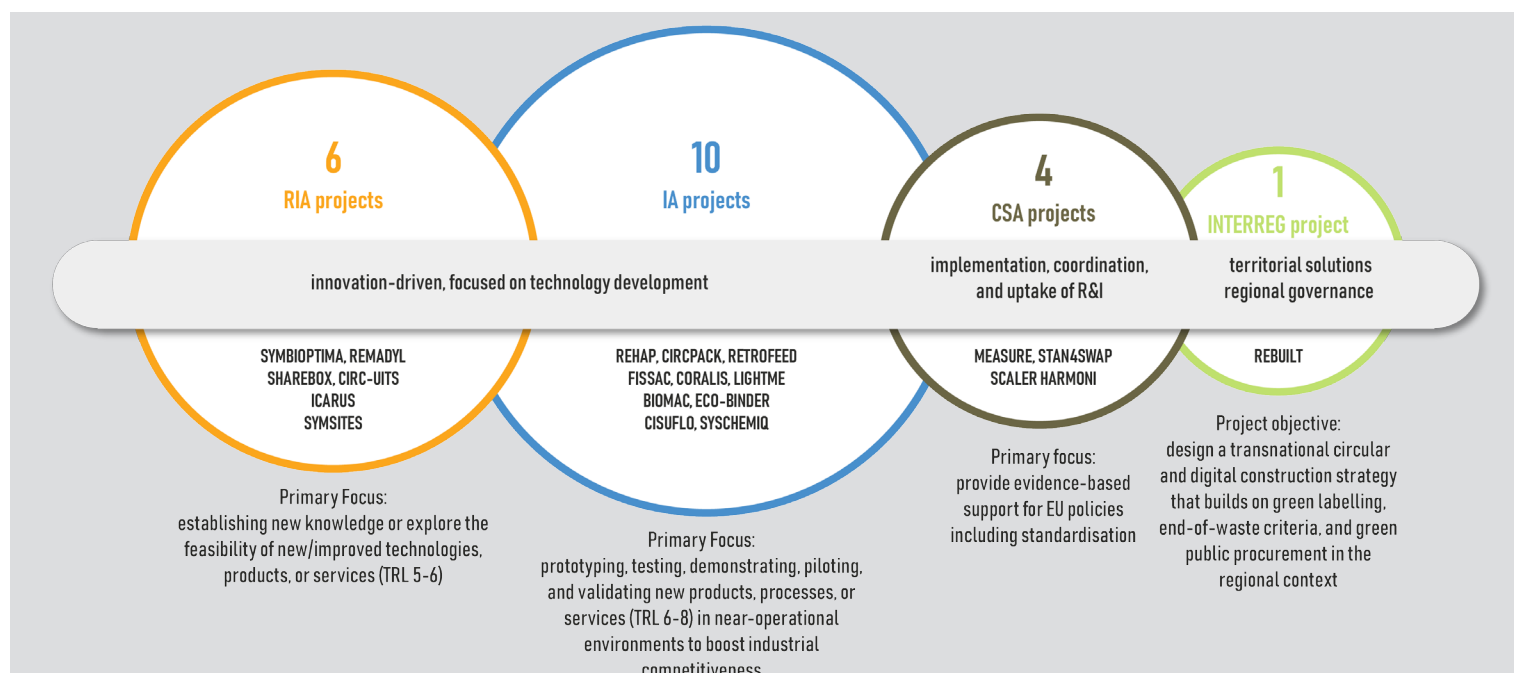 6
RIA projects
10
IA projects
4
CSA projects
1
INTERREG project
innovation-driven, focused on technology development
implementation, coordination,
and uptake of R&I
territorial solutions
regional governance
SYMBIOPTIMA, REMADYL
SHAREBOX, CIRC-UITS
ICARUS
SYMSITES
REHAP, CIRCPACK, RETROFEED
FISSAC, CORALIS, LIGHTME
BIOMAC, ECO-BINDER
CISUFLO, SYSCHEMIQ
MEASURE, STAN4SWAP
SCALER HARMONI
REBUILT
Primary Focus:
establishing new knowledge or explore the
feasibility of new/improved technologies,
products, or services (TRL 5-6)
Primary Focus:
prototyping, testing, demonstrating, piloting,
and validating new products, processes, or
services (TRL 6-8) in near-operational
environments to boost industrial
competitiveness
Primary focus:
provide evidence-based
support for EU policies
including standardisation
Project objective:
design a transnational circular
and digital construction strategy
that builds on green labelling,
end-of-waste criteria, and green
public procurement in the
regional context